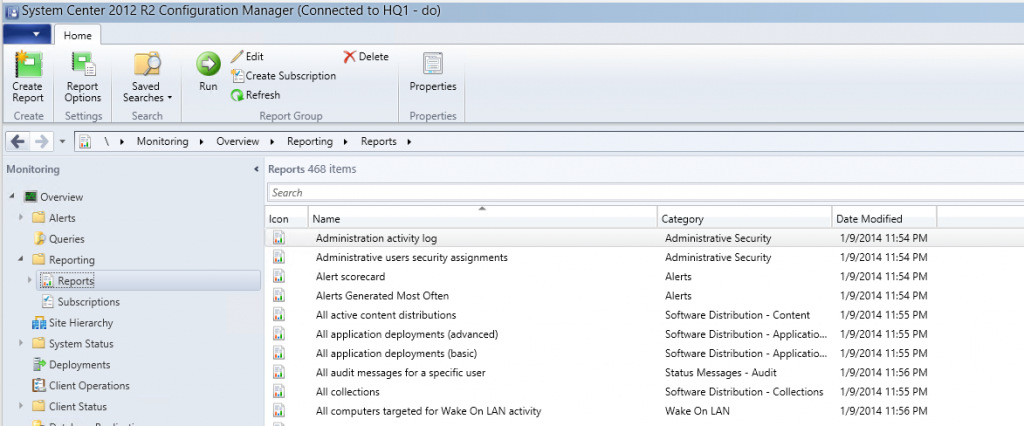 System Center 2012 R2 Configuration Manager (Connected to HQ1 - do)
Home
Create Report
Report Options
Saved Searches
Run
Edit
Create Subscription
Refresh
Delete
Properties
Create
Settings
Search
Report Group
Properties
\ Monitoring Overview Reporting Reports
Monitoring
Overview
Alerts
Queries
Reporting
Reports
Subscriptions
Site Hierarchy
System Status
Deployments
Client Operations
Client Status
Reports 468 items
Search
Icon Name Category Date Modified
Administration activity log Administrative Security 1/9/2014 11:54 PM
Administrative users security assignments Administrative Security 1/9/2014 11:54 PM
Alert scorecard Alerts 1/9/2014 11:54 PM
Alerts Generated Most Often Alerts 1/9/2014 11:54 PM
All active content distributions Software Distribution - Content 1/9/2014 11:55 PM
All application deployments (advanced) Software Distribution - Applicatio... 1/9/2014 11:55 PM
All application deployments (basic) Software Distribution - Applicatio... 1/9/2014 11:55 PM
All audit messages for a specific user Status Messages - Audit 1/9/2014 11:56 PM
All collections Software Distribution - Collections 1/9/2014 11:55 PM
All computers targeted for Wake On LAN activity Wake On LAN 1/9/2014 11:56 PM